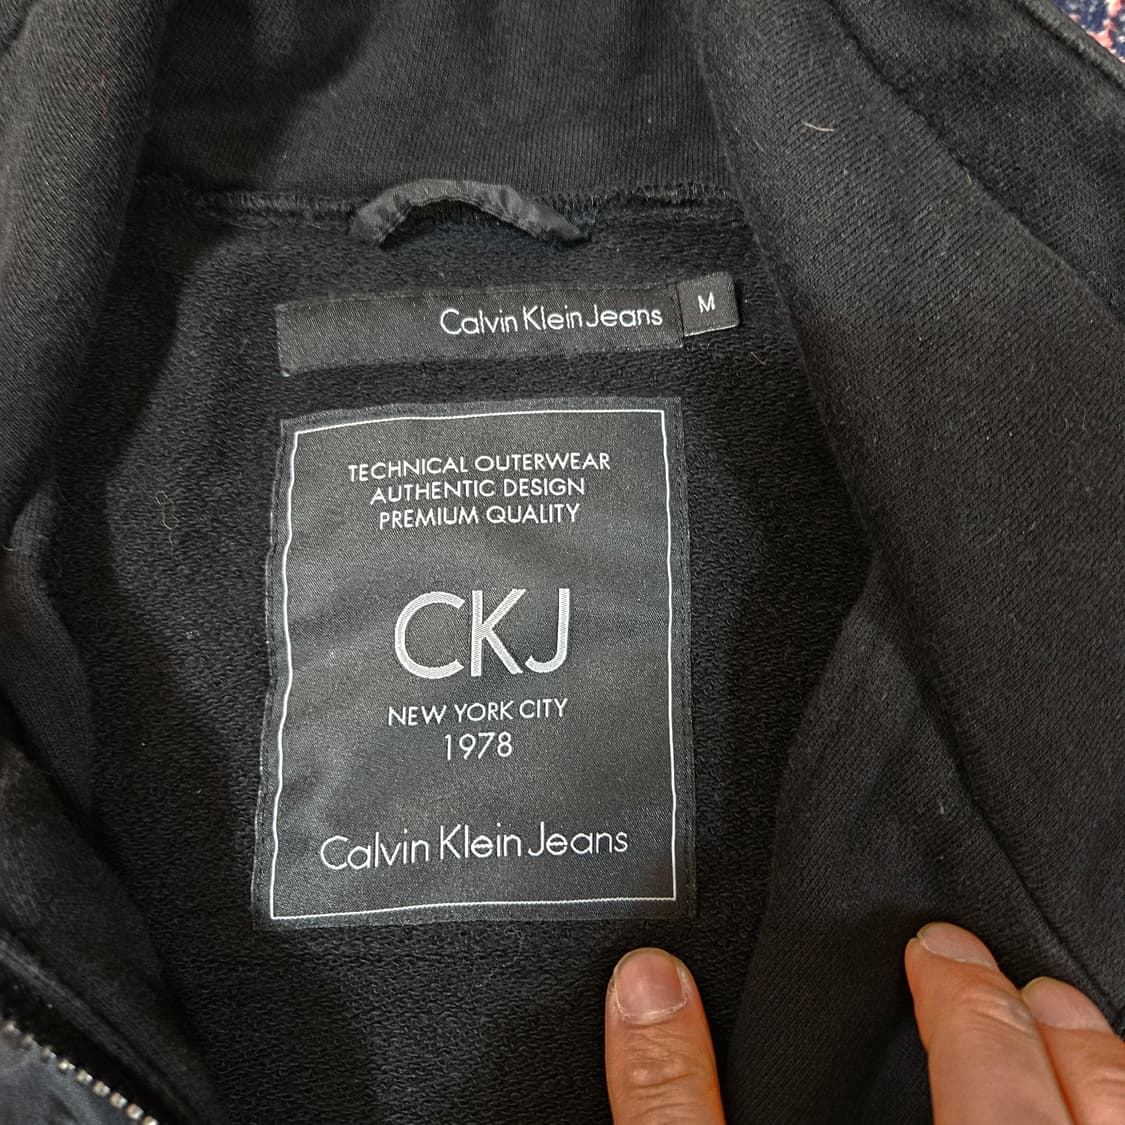 Calvin Klein Jeans M
TECHNICAL OUTERWEAR
AUTHENTIC DESIGN
PREMIUM QUALITY
CKJ
NEW YORK CITY
1978
Calvin Klein Jeans